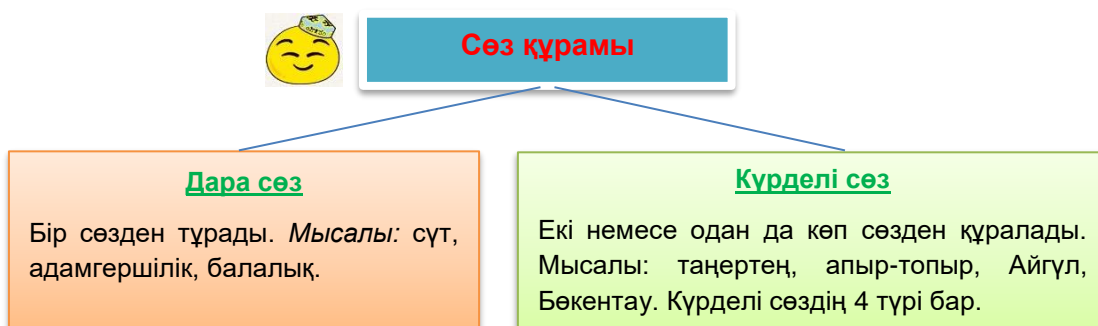 Сөз құрамы
Дара сөз
Бір сөзден тұрады. Мысалы: сүт,
адамгершілік, балалық.
Күрделі сөз
Екі немесе одан да көп сөзден құралады.
Мысалы: таңертең, апыр-топыр, Айгүл,
Бөкентау. Күрделі сөздің 4 түрі бар.